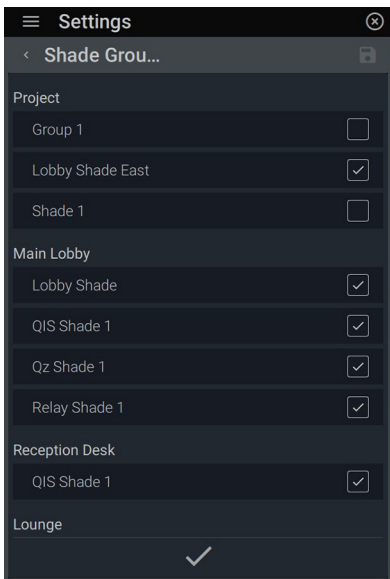 Settings
Shade Grou...
Project
Group 1
Lobby Shade East
Shade 1
Main Lobby
Lobby Shade
QIS Shade 1
Qz Shade 1
Relay Shade 1
Reception Desk
QIS Shade 1
Lounge